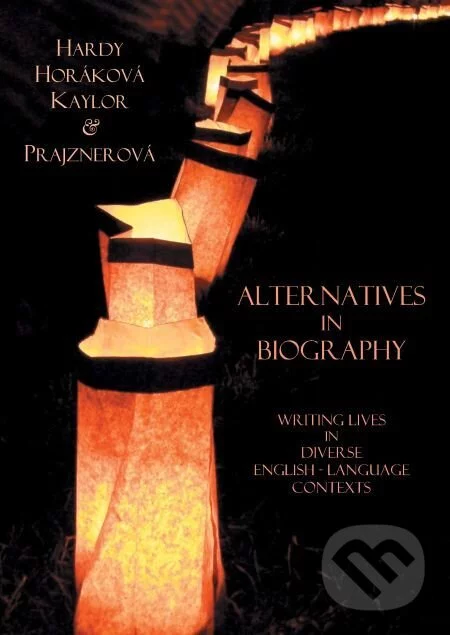 HARDY
HORÁKOVÁ
KAYLOR
&
PRAJZNEROVÁ
ALTERNATIVES
IN
BIOGRAPHY
WRITING LIVES
IN
DIVERSE
ENGLISH - LANGUAGE
CONTEXTS